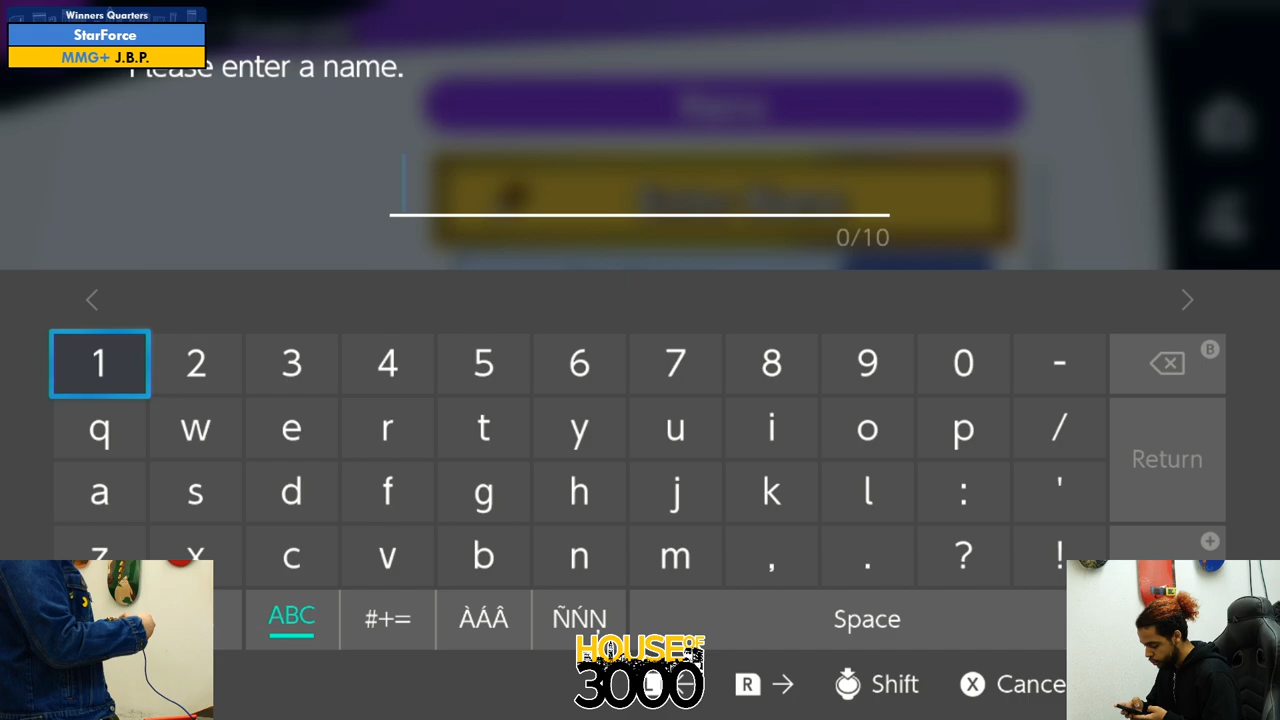 Winners Quarters
StarForce
MMG+ J.B.P.
Please enter a name.
0/10
1 2 3 4 5 6 7 8 9 0 - B
q w e r t y u i o p /
Return
a s d f g h j k l : '
z x c v b n m , . ? !
ABC #+= ÀÁÂ ÑŃŅ Space
HOUSE OF
3000
L R → Shift X Cance